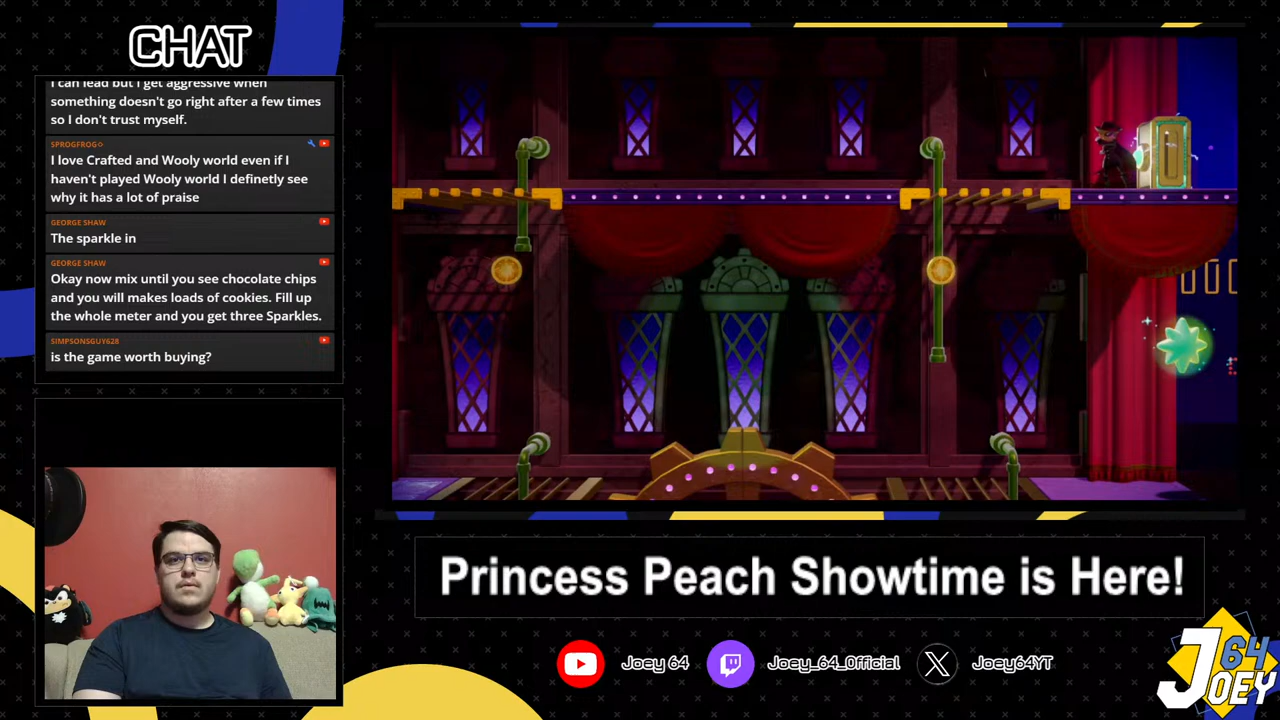 CHAT
I can lead but I get aggressive when
something doesn't go right after a few times
so I don't trust myself.
SPROGFROG
I love Crafted and Wooly world even if I
haven't played Wooly world I definetly see
why it has a lot of praise
GEORGE SHAW
The sparkle in
GEORGE SHAW
Okay now mix until you see chocolate chips
and you will makes loads of cookies. Fill up
the whole meter and you get three Sparkles.
SIMPSONSGUY628
is the game worth buying?
Princess Peach Showtime is Here!
Joey 64
Joey_64_Official
Joey64YT
JOEY
64